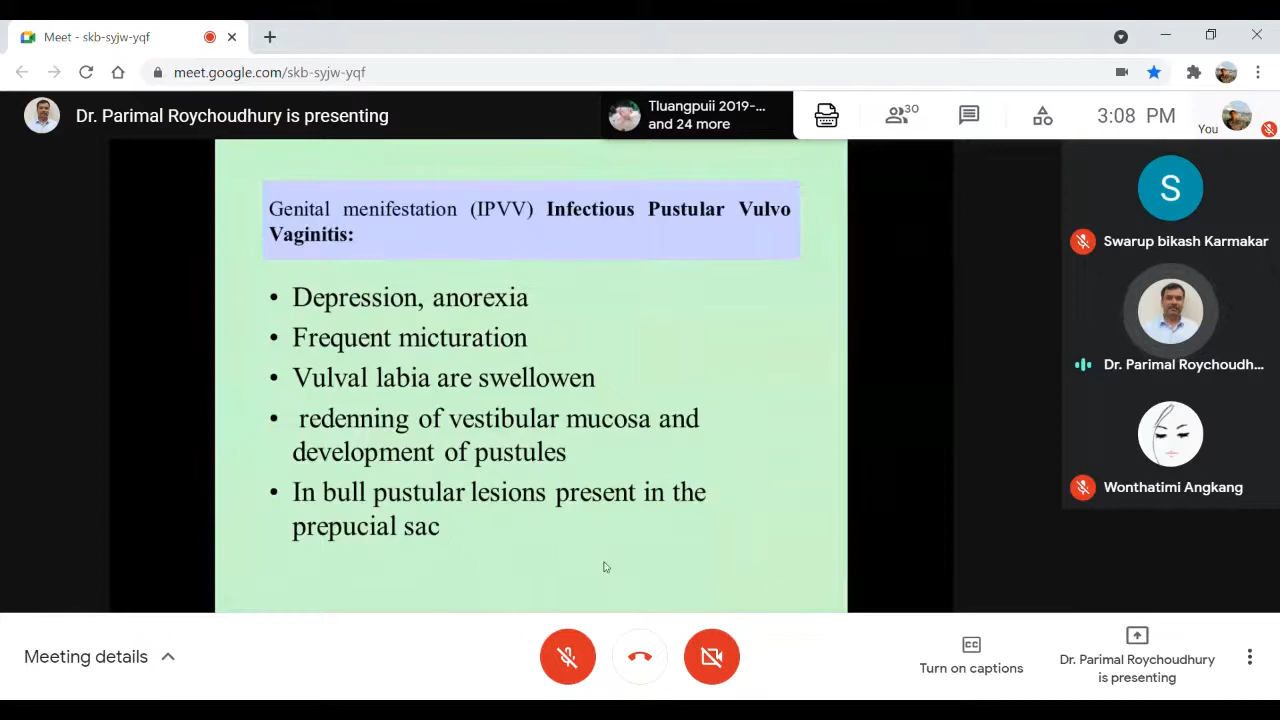 Meet - skb-syjw-yqf
meet.google.com/skb-syjw-yqf
Dr. Parimal Roychoudhury is presenting
Tluangpuii 2019-...
and 24 more
30
3:08 PM
You
Genital menifestation (IPVV) Infectious Pustular Vulvo
Vaginitis:
• Depression, anorexia
• Frequent micturation
• Vulval labia are swellowen
• redenning of vestibular mucosa and
development of pustules
• In bull pustular lesions present in the
prepucial sac
S
Swarup bikash Karmakar
Dr. Parimal Roychoudh...
Wonthatimi Angkang
Meeting details
CC
Turn on captions
Dr. Parimal Roychoudhury
is presenting